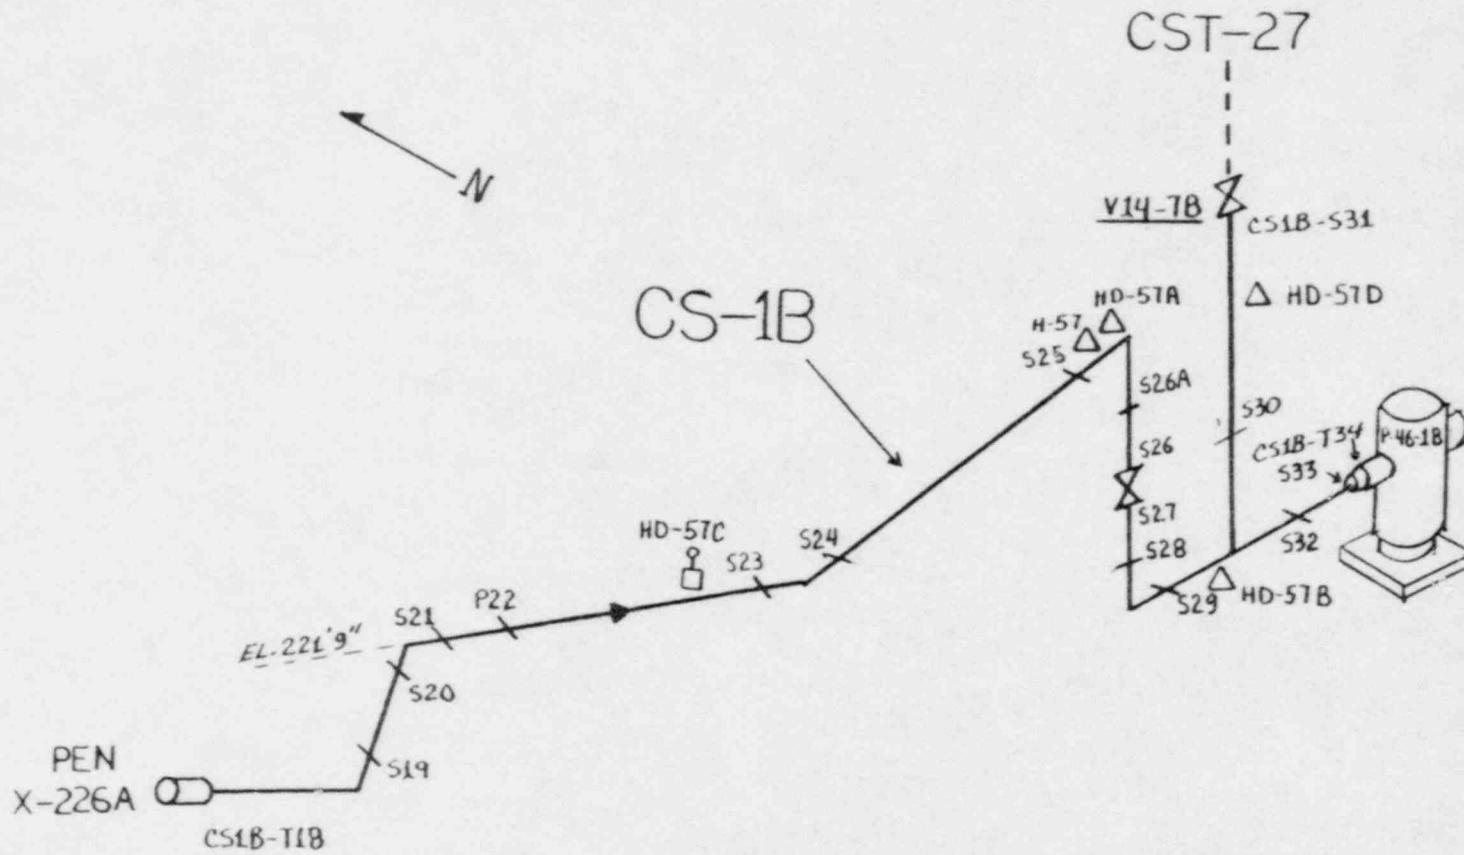 CST-27
N
V14-7B
CS1B-S31
HD-57A
H-57
HD-57D
CS-1B
S25
S26A
S30
CS1B-T34
P-46-1B
S26
S33
S27
HD-57C
S24
S32
S23
S28
S29
HD-57B
P22
S21
EL-221'9"
S20
PEN
X-226A
S19
CS1B-T1B